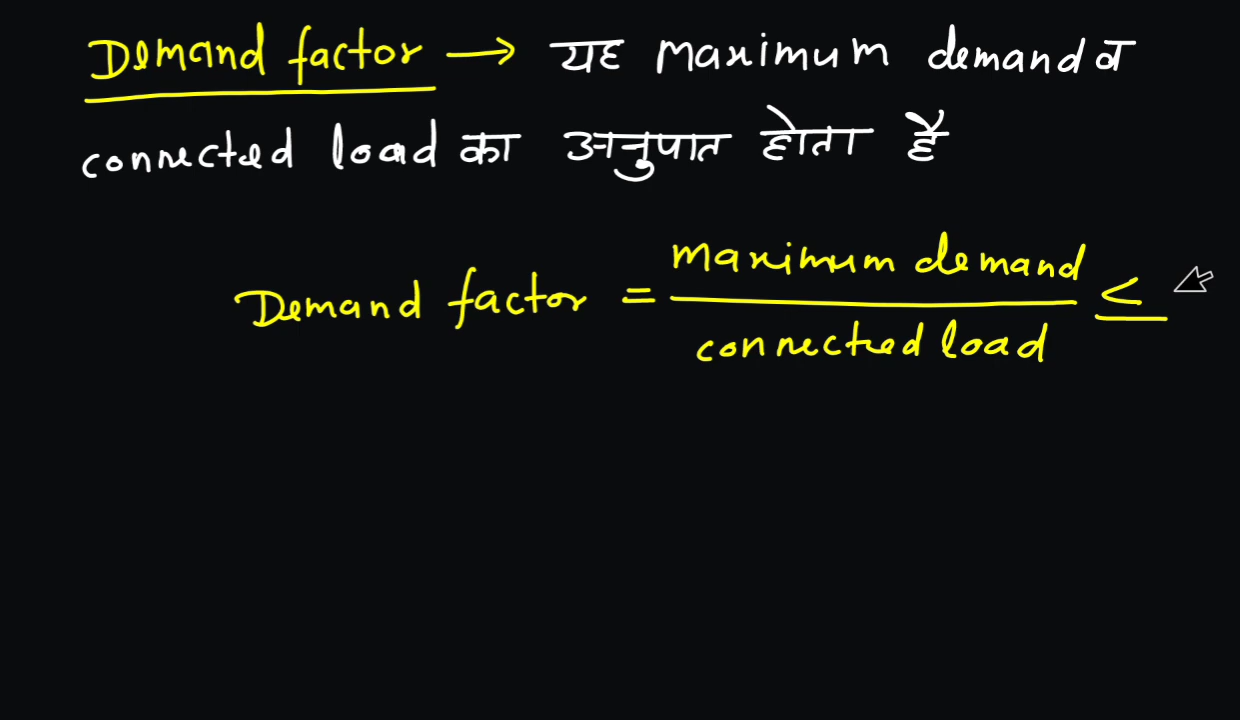 Demand factor → यह maximum demand व
connected load का अनुपात होता है
Demand factor = maximum demand ≤
connected load